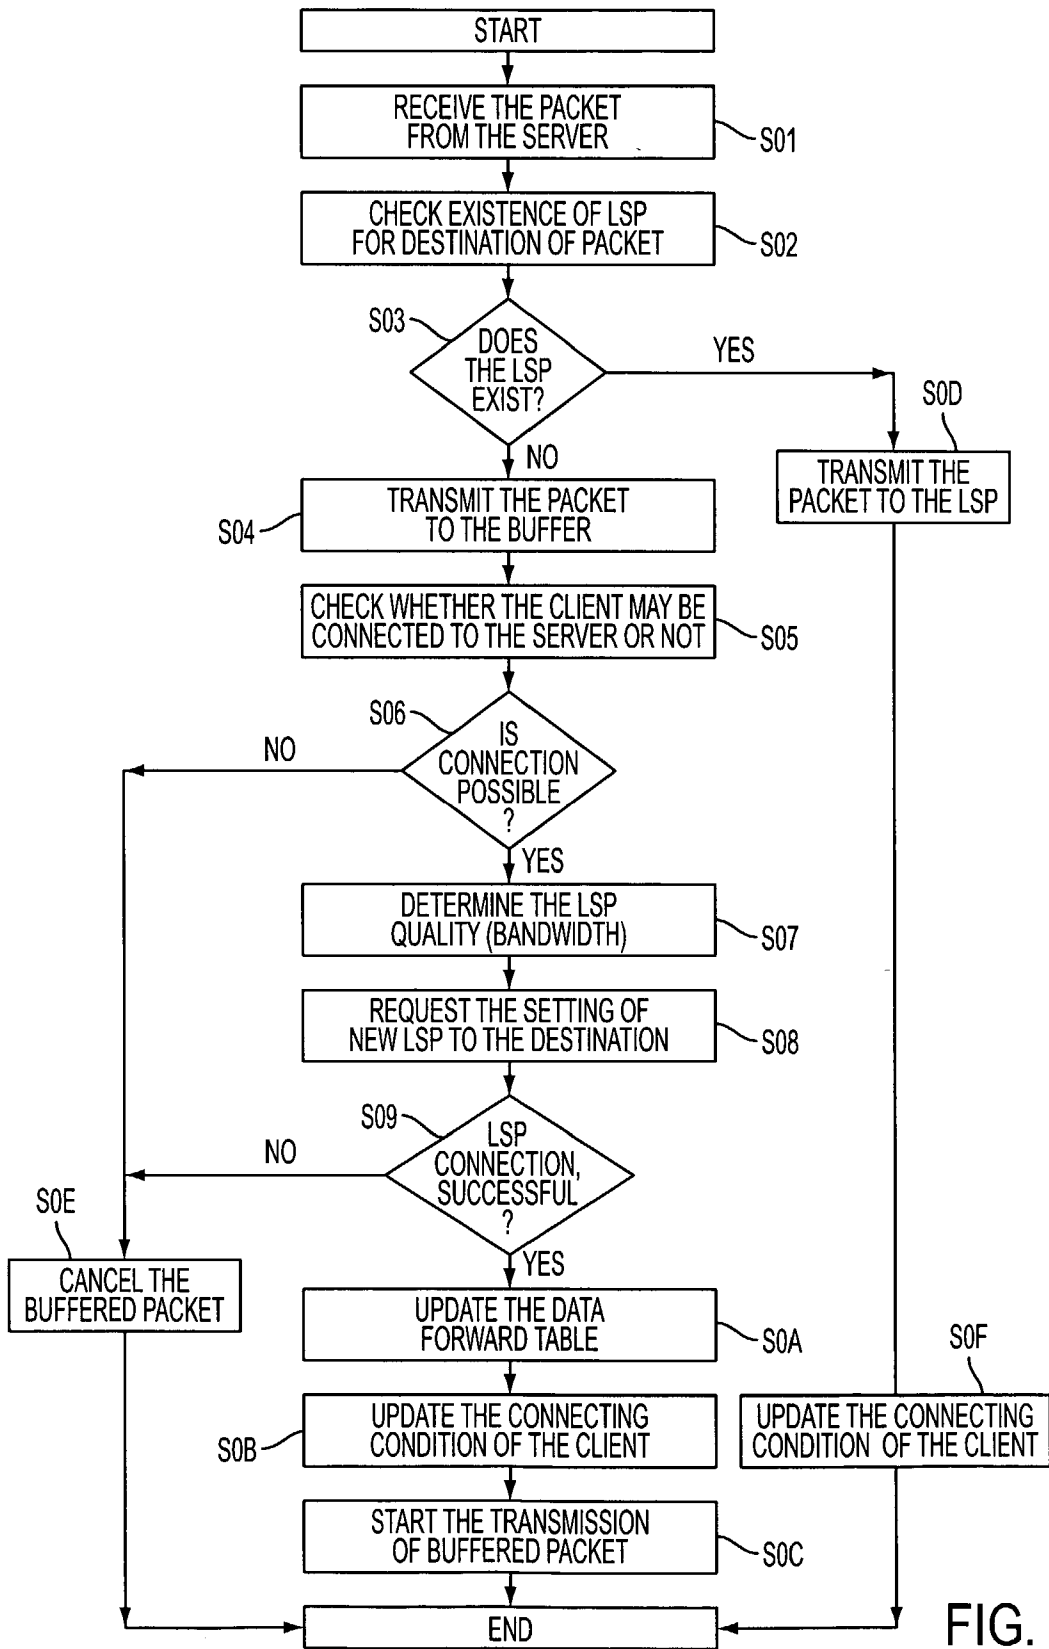 START
RECEIVE THE PACKET
FROM THE SERVER
S01
CHECK EXISTENCE OF LSP
FOR DESTINATION OF PACKET
S02
S03
DOES
THE LSP
EXIST?
YES
NO
S0D
TRANSMIT THE
PACKET TO THE LSP
TRANSMIT THE PACKET
TO THE BUFFER
S04
CHECK WHETHER THE CLIENT MAY BE
CONNECTED TO THE SERVER OR NOT
S05
S06
IS
CONNECTION
POSSIBLE
?
NO
YES
DETERMINE THE LSP
QUALITY (BANDWIDTH)
S07
REQUEST THE SETTING OF
NEW LSP TO THE DESTINATION
S08
S09
LSP
CONNECTION,
SUCCESSFUL
?
NO
YES
S0E
CANCEL THE
BUFFERED PACKET
UPDATE THE DATA
FORWARD TABLE
S0A
S0F
UPDATE THE CONNECTING
CONDITION OF THE CLIENT
S0B
UPDATE THE CONNECTING
CONDITION OF THE CLIENT
START THE TRANSMISSION
OF BUFFERED PACKET
S0C
END
FIG.